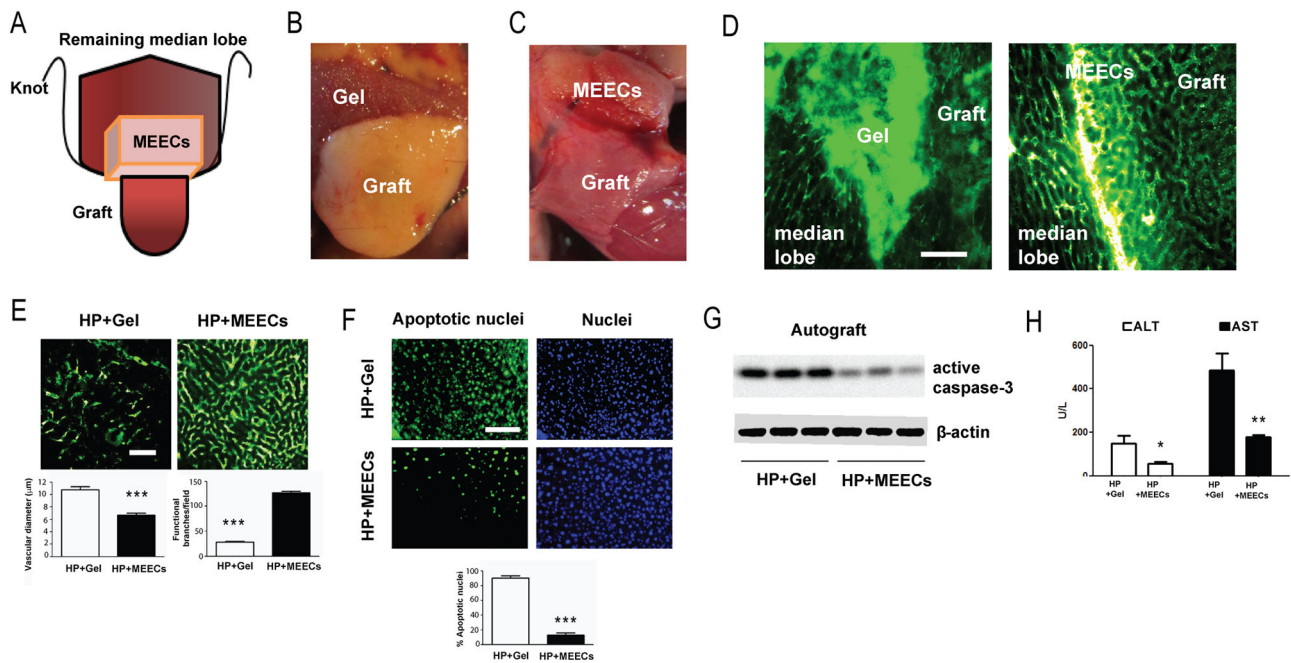 A
Remaining median lobe
Knot
MEECs
Graft
B
Gel
Graft
C
MEECs
Graft
D
Gel
Graft
median
lobe
MEECs
Graft
median
lobe
E
HP+Gel
HP+MEECs
Vascular diameter (µm)
12
10
8
6
4
2
0
***
HP+Gel
HP+MEECs
Functional
branches/field
150
100
50
0
***
HP+Gel
HP+MEECs
F
Apoptotic nuclei
Nuclei
HP+Gel
HP+MEECs
% Apoptotic nuclei
100
80
60
40
20
0
***
HP+Gel
HP+MEECs
G
Autograft
active
caspase-3
β-actin
HP+Gel
HP+MEECs
H
ALT
AST
U/L
600
400
200
0
*
**
HP
+Gel
HP
+MEECs
HP
+Gel
HP
+MEECs